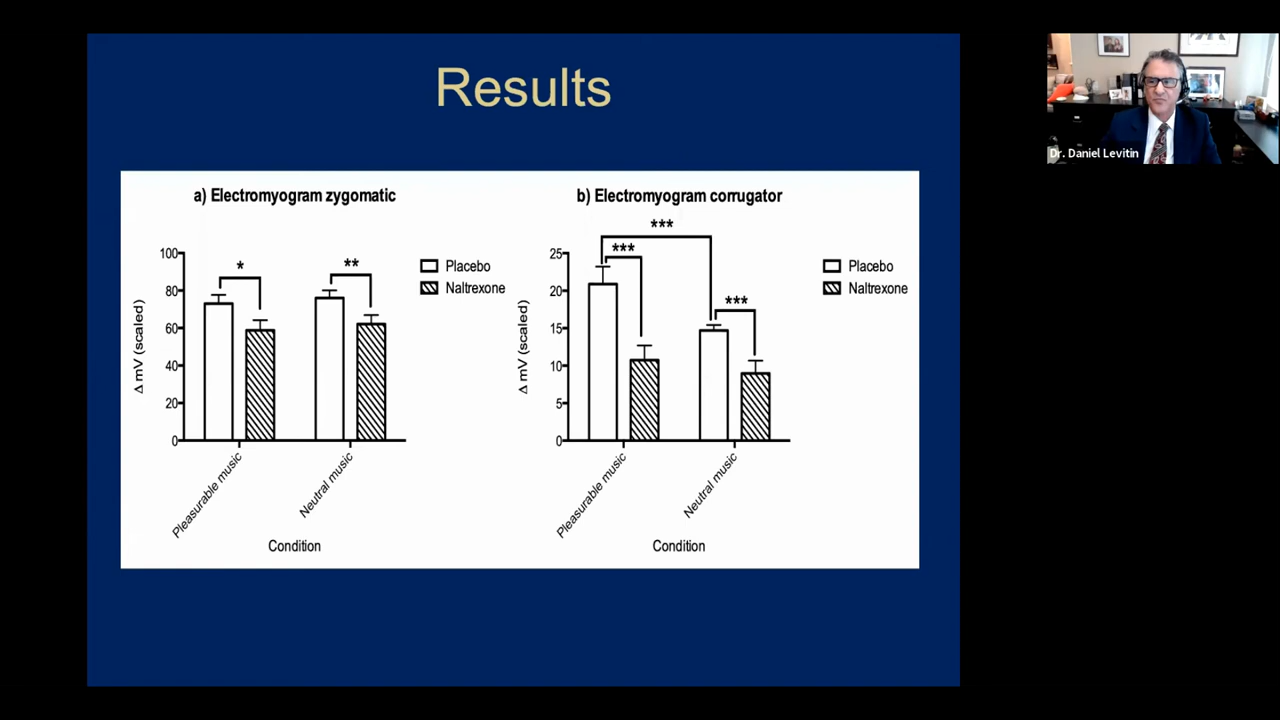 Results
Dr. Daniel Levitin
a) Electromyogram zygomatic
100
80
60
40
20
0
Δ mV (scaled)
*
**
Placebo
Naltrexone
Pleasurable music
Neutral music
Condition
b) Electromyogram corrugator
25
20
15
10
5
0
Δ mV (scaled)
***
***
***
Placebo
Naltrexone
Pleasurable music
Neutral music
Condition